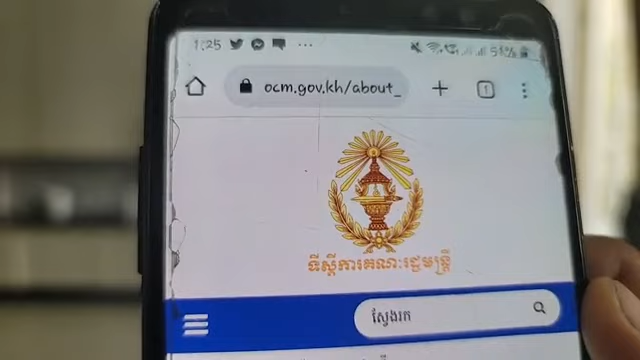 1:25 51%
ocm.gov.kh/about_ 1
ទីស្តីការគណៈរដ្ឋមន្ត្រី
ស្វែងរក